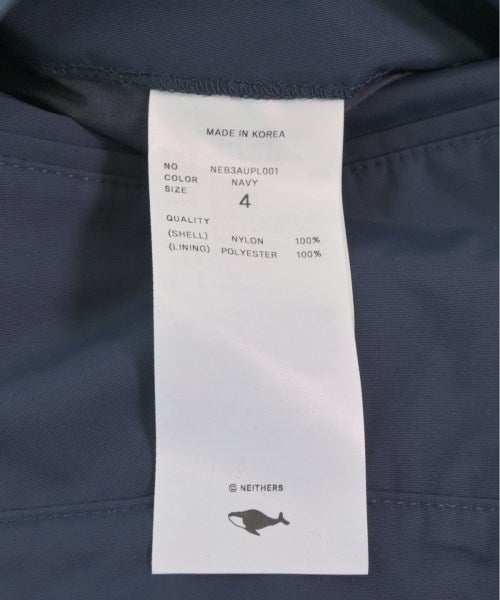 MADE IN KOREA
NO NEB3AUPL001
COLOR NAVY
SIZE 4
QUALITY
(SHELL) NYLON 100%
(LINING) POLYESTER 100%
© NEITHERS